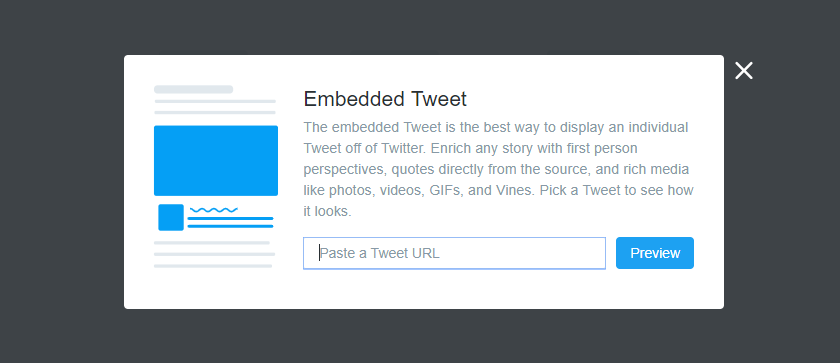 Embedded Tweet
The embedded Tweet is the best way to display an individual
Tweet off of Twitter. Enrich any story with first person
perspectives, quotes directly from the source, and rich media
like photos, videos, GIFs, and Vines. Pick a Tweet to see how
it looks.
Paste a Tweet URL
Preview